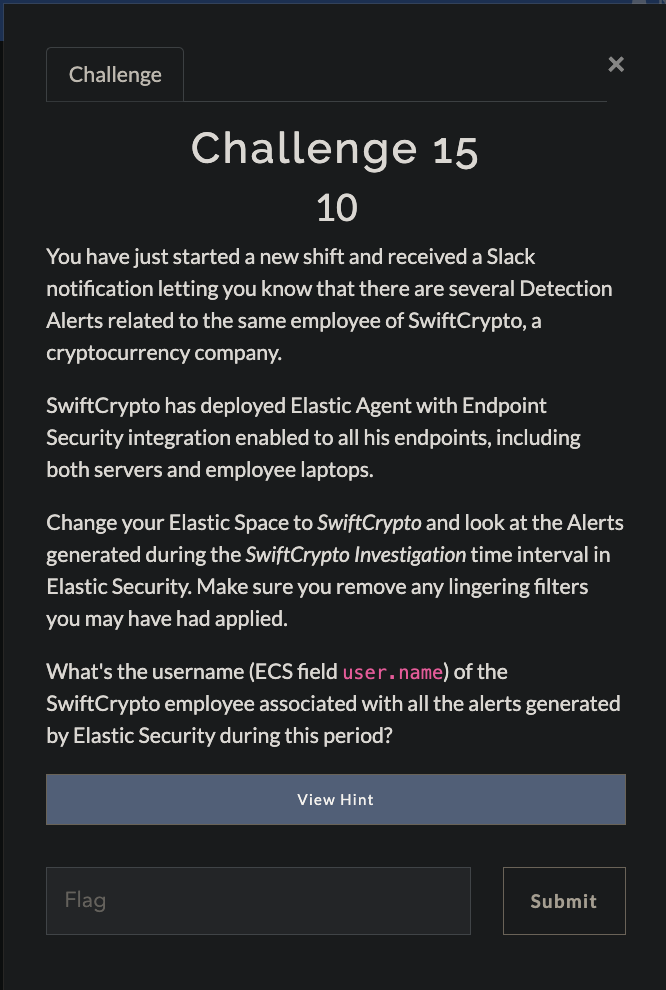 Challenge
×
Challenge 15
10
You have just started a new shift and received a Slack
notification letting you know that there are several Detection
Alerts related to the same employee of SwiftCrypto, a
cryptocurrency company.
SwiftCrypto has deployed Elastic Agent with Endpoint
Security integration enabled to all his endpoints, including
both servers and employee laptops.
Change your Elastic Space to SwiftCrypto and look at the Alerts
generated during the SwiftCrypto Investigation time interval in
Elastic Security. Make sure you remove any lingering filters
you may have had applied.
What's the username (ECS field user.name) of the
SwiftCrypto employee associated with all the alerts generated
by Elastic Security during this period?
View Hint
Flag
Submit